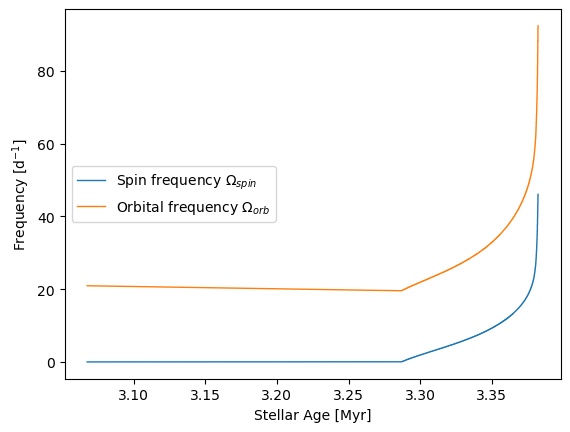 80
60
40
20
0
Frequency [d⁻¹]
Spin frequency Ω_spin
Orbital frequency Ω_orb
3.10 3.15 3.20 3.25 3.30 3.35
Stellar Age [Myr]